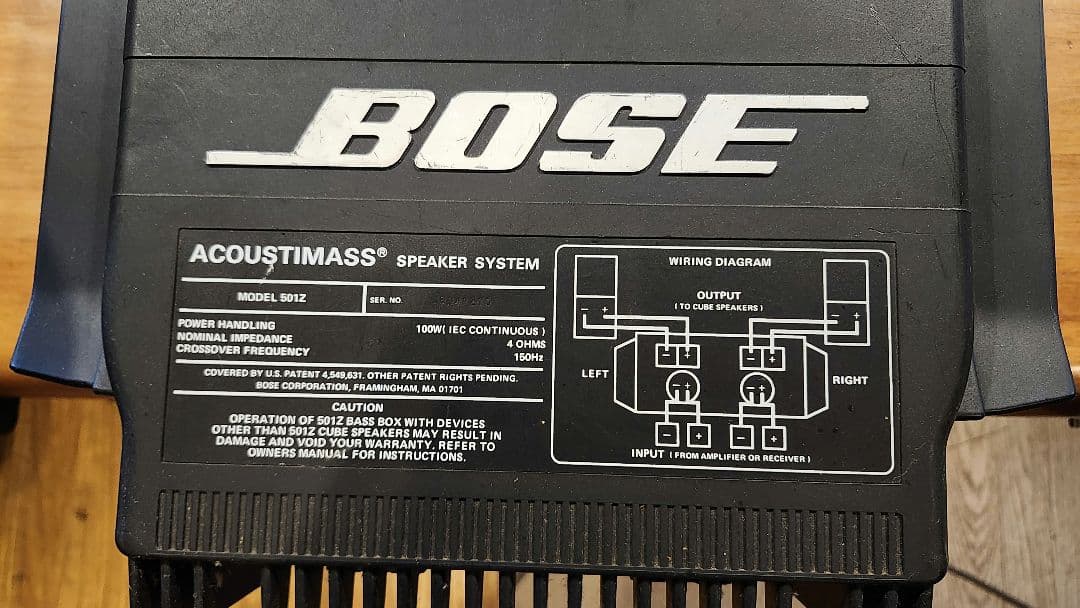 BOSE
ACOUSTIMASS® SPEAKER SYSTEM
MODEL 501Z
SER. NO.
POWER HANDLING 100W( IEC CONTINUOUS )
NOMINAL IMPEDANCE 4 OHMS
CROSSOVER FREQUENCY 150Hz
COVERED BY U.S. PATENT 4,549,631. OTHER PATENT RIGHTS PENDING.
BOSE CORPORATION, FRAMINGHAM, MA 01701
CAUTION
OPERATION OF 501Z BASS BOX WITH DEVICES
OTHER THAN 501Z CUBE SPEAKERS MAY RESULT IN
DAMAGE AND VOID YOUR WARRANTY. REFER TO
OWNERS MANUAL FOR INSTRUCTIONS.
WIRING DIAGRAM
OUTPUT
( TO CUBE SPEAKERS )
− + − +
− + − +
LEFT − + − + RIGHT
− + − +
INPUT ( FROM AMPLIFIER OR RECEIVER )